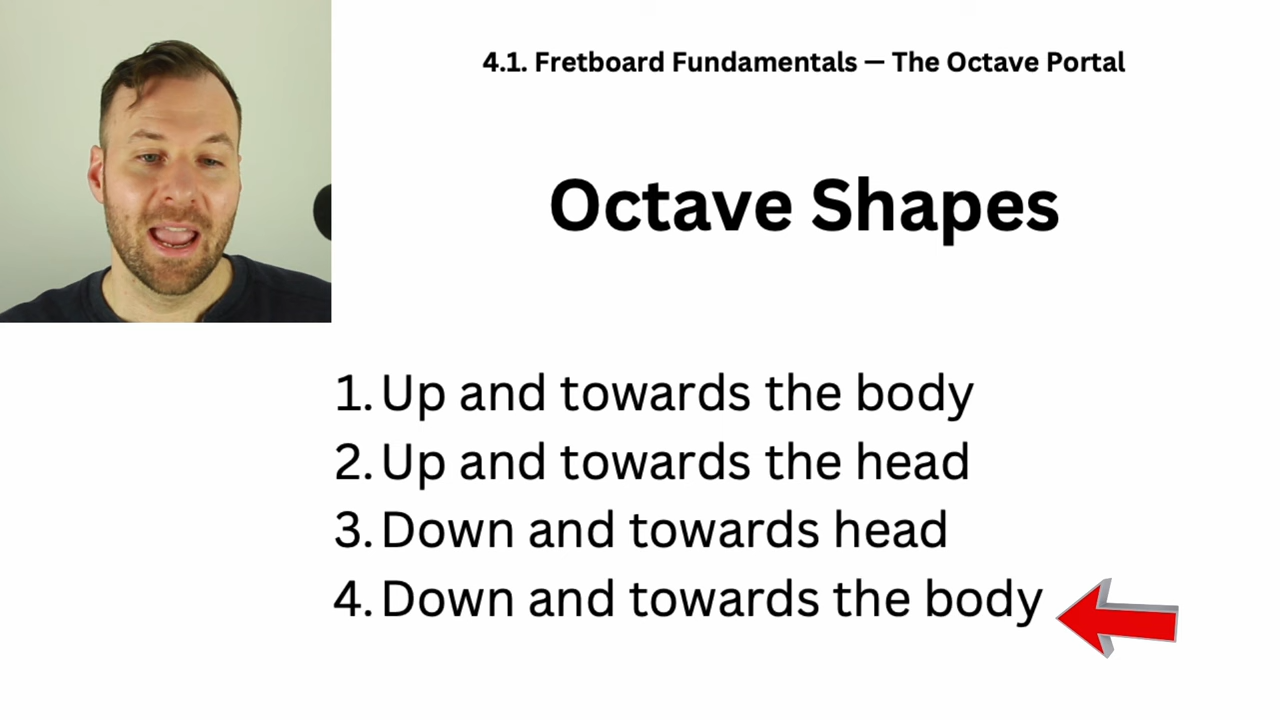 4.1. Fretboard Fundamentals — The Octave Portal
Octave Shapes
1. Up and towards the body
2. Up and towards the head
3. Down and towards head
4. Down and towards the body